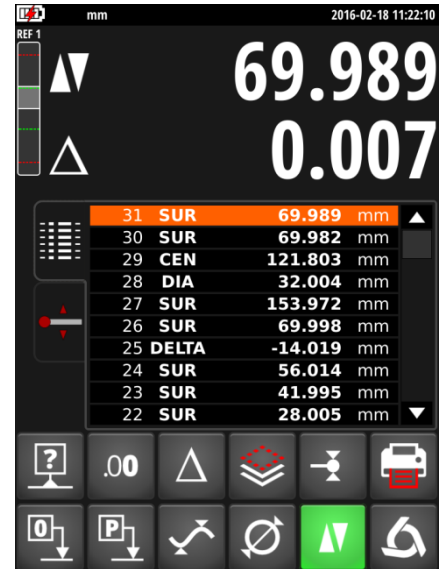 mm 2016-02-18 11:22:10
REF 1
69.989
Δ 0.007
31 SUR 69.989 mm
30 SUR 69.982 mm
29 CEN 121.803 mm
28 DIA 32.004 mm
27 SUR 153.972 mm
26 SUR 69.998 mm
25 DELTA -14.019 mm
24 SUR 56.014 mm
23 SUR 41.995 mm
22 SUR 28.005 mm
? .00 Δ
0 P